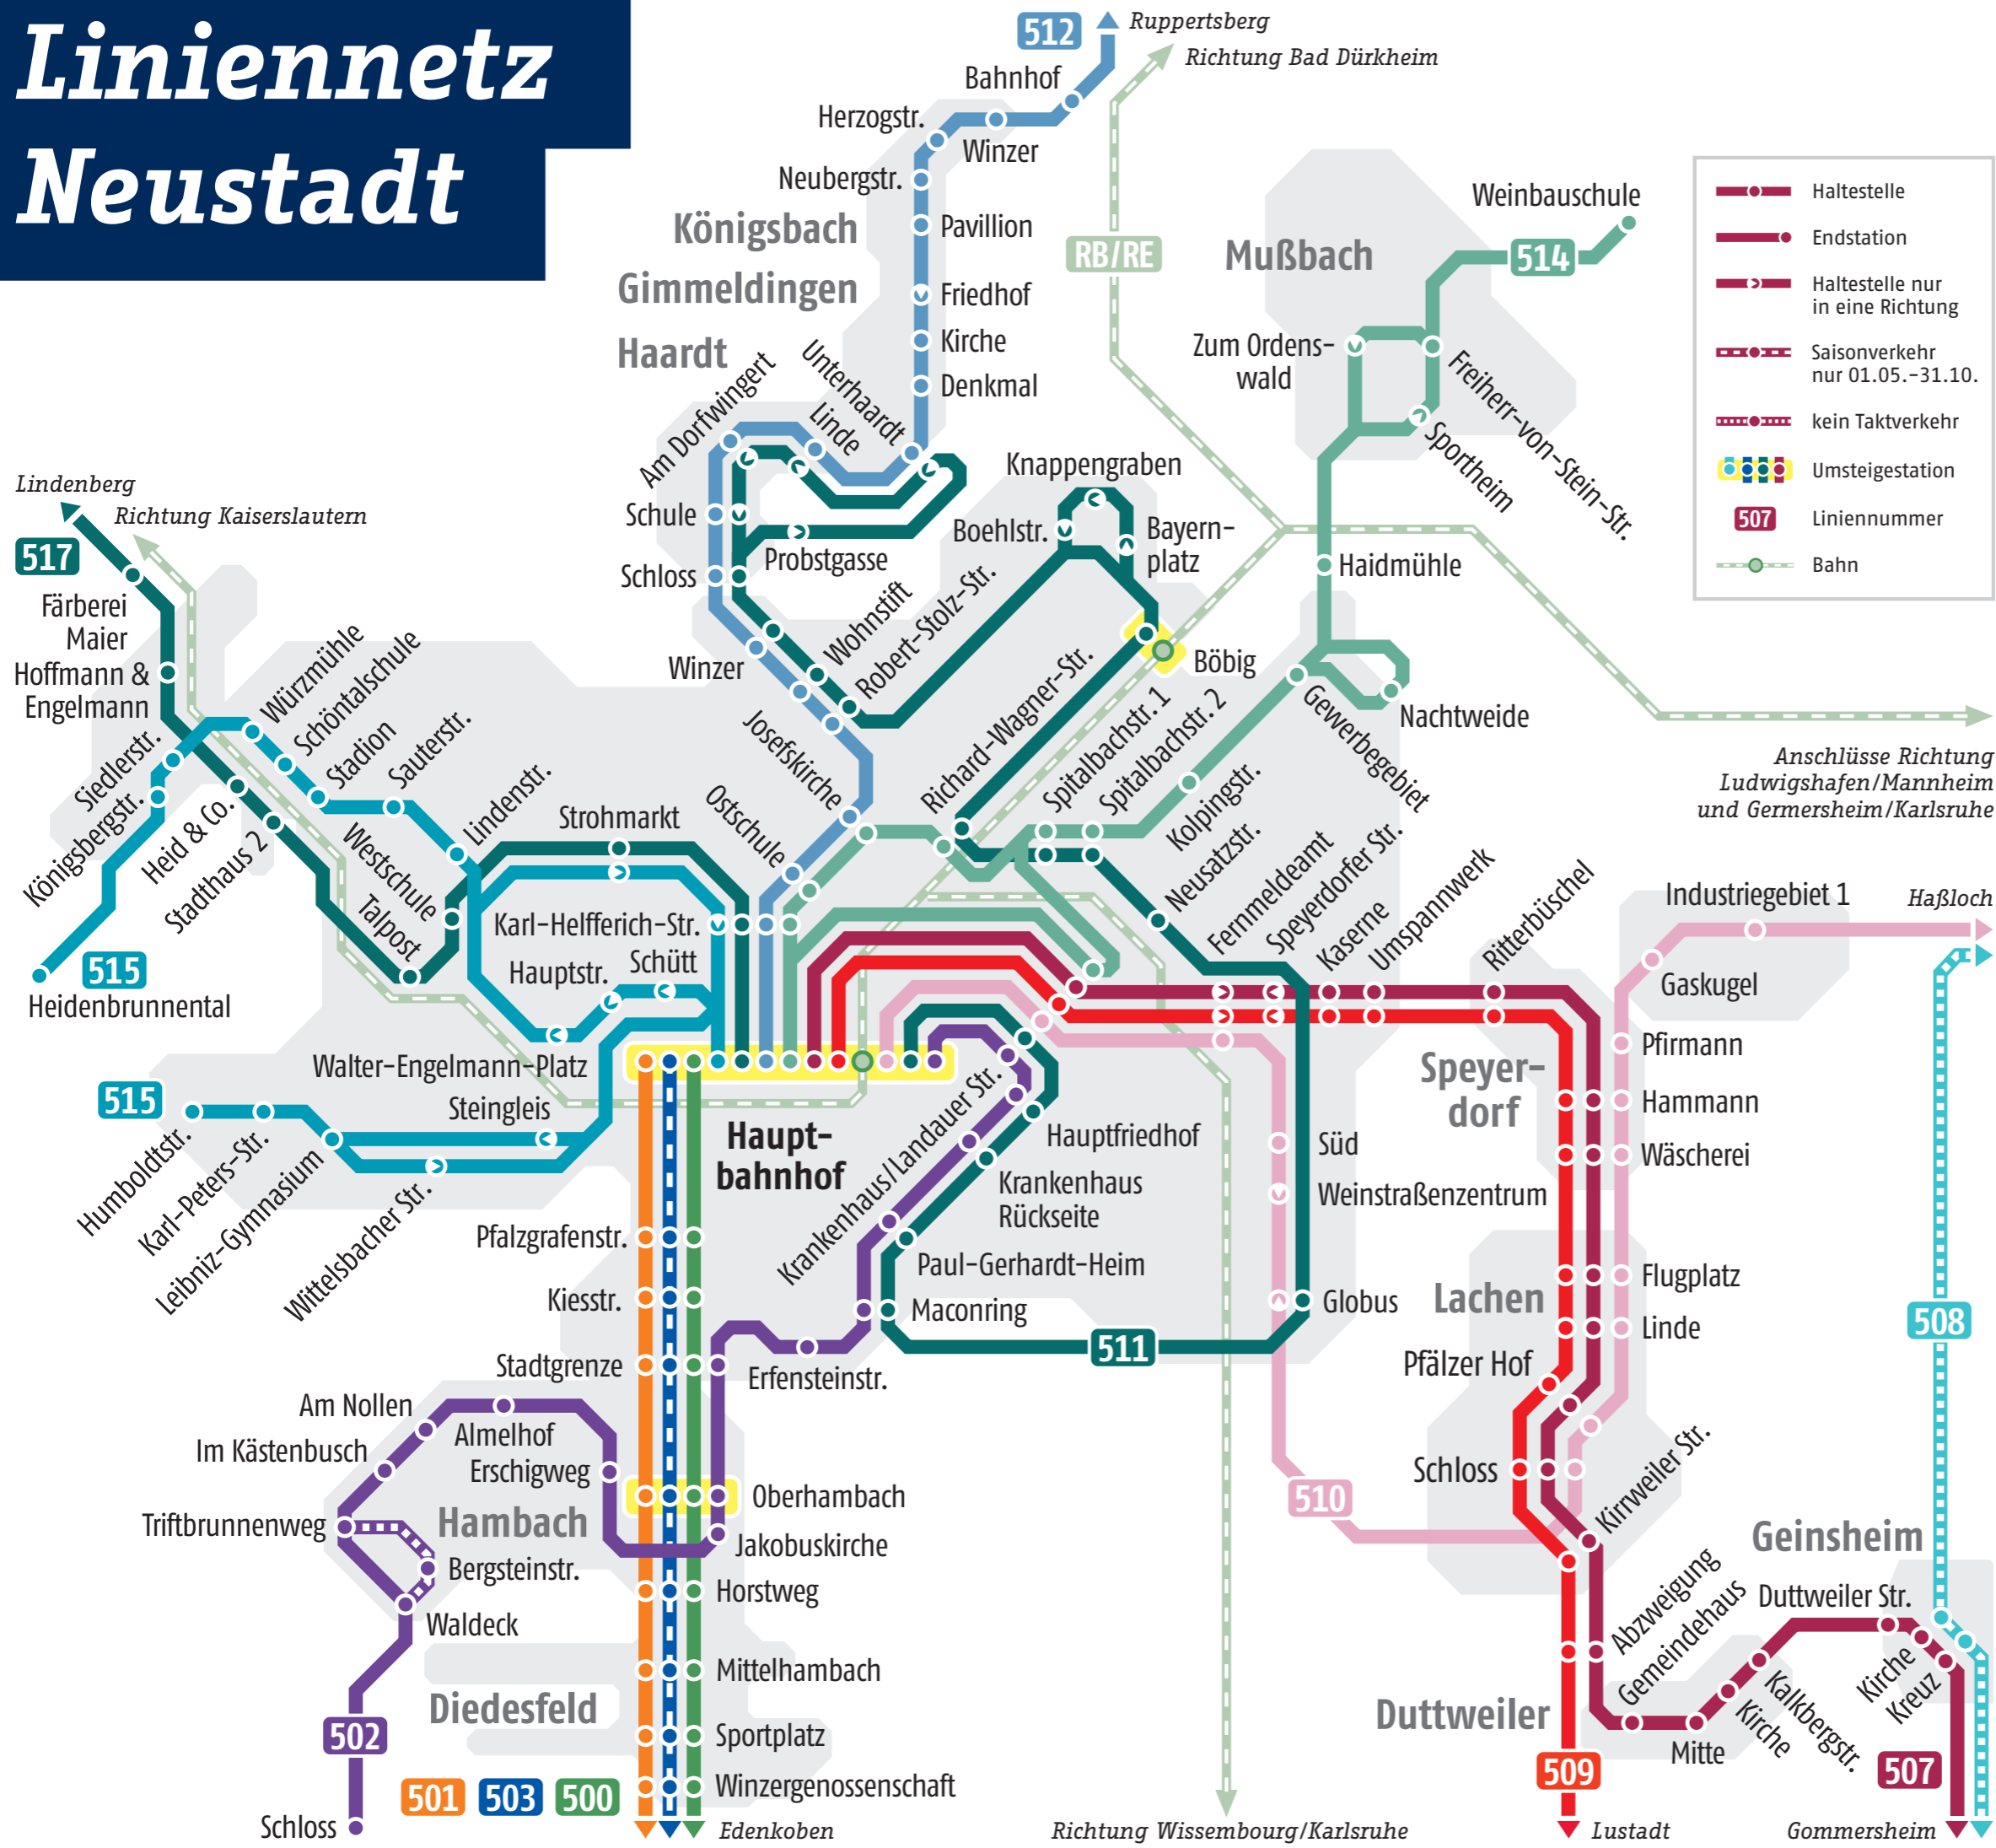 Liniennetz
Neustadt
512
Ruppertsberg
Richtung Bad Dürkheim
Bahnhof
Herzogstr.
Winzer
Neubergstr.
Königsbach
Pavillion
Gimmeldingen
Friedhof
Haardt
Kirche
Denkmal
RB/RE
Mußbach
Weinbauschule
514
Zum Ordens-
wald
Freiherr-von-Stein-Str.
Sportheim
Haltestelle
Endstation
Haltestelle nur
in eine Richtung
Saisonverkehr
nur 01.05.-31.10.
kein Taktverkehr
Umsteigestation
507
Liniennummer
Bahn
Am Dorfwingert
Unterhaardt
Linde
Schule
Schloss
Probstgasse
Knappengraben
Boehlstr.
Bayern-
platz
Haidmühle
Lindenberg
Richtung Kaiserslautern
517
Färberei
Maier
Hoffmann &
Engelmann
Würzmühle
Schöntalschule
Stadion
Sauterstr.
Lindenstr.
Siedlerstr.
Königsbergstr.
Heid & Co.
Stadthaus 2
Westschule
Talpost
515
Heidenbrunnental
Winzer
Wohnstift
Robert-Stolz-Str.
Josefskirche
Ostschule
Strohmarkt
Karl-Helfferich-Str.
Hauptstr.
Schütt
Walter-Engelmann-Platz
Richard-Wagner-Str.
Böbig
Spitalbachstr. 1
Spitalbachstr. 2
Kolpingstr.
Gewerbegebiet
Nachtweide
Anschlüsse Richtung
Ludwigshafen/Mannheim
und Germersheim/Karlsruhe
Neusatzstr.
Fernmeldeamt
Speyerdorfer Str.
Kaserne
Umspannwerk
Ritterbüschel
Industriegebiet 1
Haßloch
Gaskugel
Pfirmann
Speyer-
dorf
Hammann
Wäscherei
515
Steingleis
Humboldtstr.
Karl-Peters-Str.
Leibniz-Gymnasium
Wittelsbacher Str.
Haupt-
bahnhof
Krankenhaus/Landauer Str.
Hauptfriedhof
Krankenhaus
Rückseite
Paul-Gerhardt-Heim
Maconring
511
Süd
Weinstraßenzentrum
Globus
Lachen
Flugplatz
Linde
508
Pfälzer Hof
Schloss
Kirrweiler Str.
510
Pfalzgrafenstr.
Kiesstr.
Stadtgrenze
Erfensteinstr.
Am Nollen
Almelhof
Im Kästenbusch
Erschigweg
Oberhambach
Triftbrunnenweg
Hambach
Jakobuskirche
Bergsteinstr.
Horstweg
Waldeck
Mittelhambach
Diedesfeld
Sportplatz
502
501
503
500
Winzergenossenschaft
Schloss
Edenkoben
Richtung Wissembourg/Karlsruhe
Geinsheim
Duttweiler Str.
Abzweigung
Gemeindehaus
Kirche
Kreuz
Duttweiler
Kalkbergstr.
Kirche
Mitte
509
507
Lustadt
Gommersheim